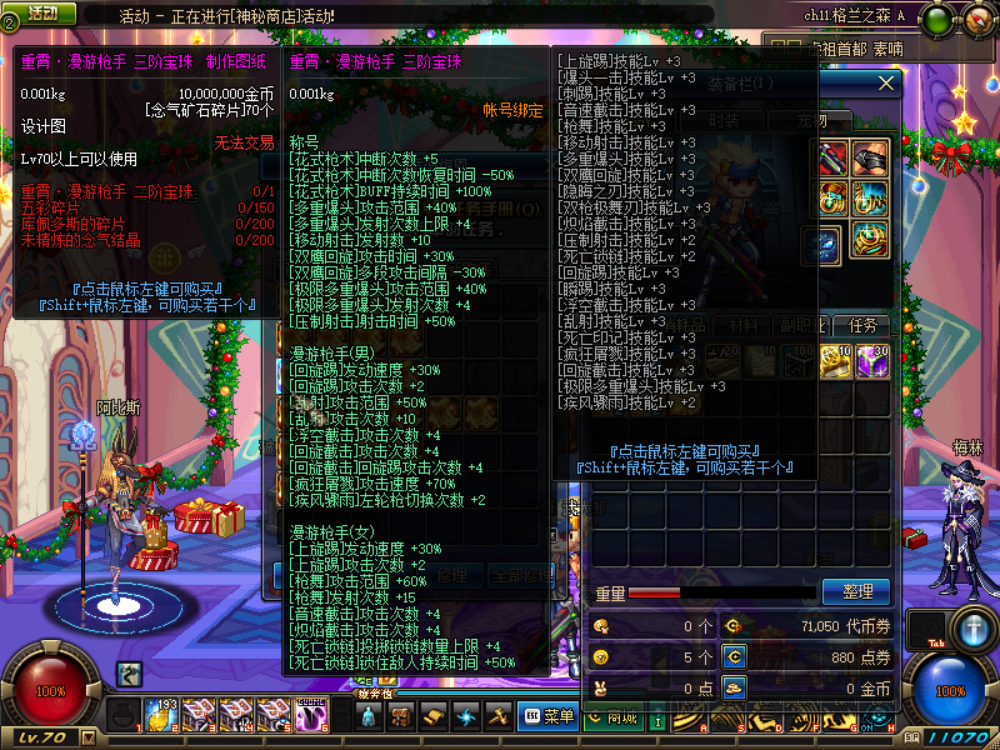 活动
活动 - 正在进行[神秘商店]活动!
ch11.格兰之森 A
素喃
重霄·漫游枪手 三阶宝珠 制作图纸
0.001kg
10,000,000金币
[念气矿石碎片]70个
设计图
无法交易
Lv70以上可以使用
重霄·漫游枪手 二阶宝珠 0/1
五彩碎片 0/150
库佩多斯的碎片 0/200
未精炼的念气结晶 0/200
『点击鼠标左键可购买』
『Shift+鼠标左键, 可购买若干个』
重霄·漫游枪手 三阶宝珠
0.001kg
帐号绑定
称号
[花式枪术]中断次数 +5
[花式枪术]中断次数恢复时间 -50%
[花式枪术]BUFF持续时间 +100%
[多重爆头]攻击范围 +40%
[多重爆头]发射次数上限 +4
[移动射击]发射数 +10
[双鹰回旋]攻击时间 +30%
[双鹰回旋]多段攻击间隔 -30%
[极限多重爆头]攻击范围 +40%
[极限多重爆头]发射次数 +4
[压制射击]射击时间 +50%
漫游枪手(男)
[回旋踢]发动速度 +30%
[回旋踢]攻击次数 +2
[乱射]攻击范围 +50%
[乱射]攻击次数 +10
[浮空截击]攻击次数 +4
[回旋截击]攻击次数 +4
[回旋截击]回旋踢攻击次数 +4
[疯狂屠戮]攻击速度 +70%
[疾风骤雨]左轮枪切换次数 +2
漫游枪手(女)
[上旋踢]发动速度 +30%
[上旋踢]攻击次数 +2
[枪舞]攻击范围 +60%
[枪舞]发射次数 +15
[音速截击]攻击次数 +4
[炽焰截击]攻击次数 +4
[死亡锁链]投掷锁链数量上限 +4
[死亡锁链]锁住敌人持续时间 +50%
[上旋踢]技能Lv +3
[爆头一击]技能Lv +3
[刺踢]技能Lv +3
[音速截击]技能Lv +3
[枪舞]技能Lv +3
[移动射击]技能Lv +3
[多重爆头]技能Lv +3
[双鹰回旋]技能Lv +3
[隐晦之刃]技能Lv +3
[双枪极舞刃]技能Lv +3
[炽焰截击]技能Lv +3
[压制射击]技能Lv +2
[死亡锁链]技能Lv +2
[回旋踢]技能Lv +3
[瞬踢]技能Lv +3
[浮空截击]技能Lv +3
[乱射]技能Lv +3
[死亡印记]技能Lv +3
[疯狂屠戮]技能Lv +3
[回旋截击]技能Lv +3
[极限多重爆头]技能Lv +3
[疾风骤雨]技能Lv +2
『点击鼠标左键可购买』
『Shift+鼠标左键, 可购买若干个』
装备栏(I)
时装
宠物
材料
副职业
任务
10
30
阿比斯
梅林
修理
全部修理
重量
整理
0 个
71,050 代币券
5 个
880 点券
0 点
0 金币
Tab
100%
100%
疲劳值
193
1
2
3
4
5
6
ESC 菜单
商城
A
S
D
F
G
H
Lv.70
SP 11070